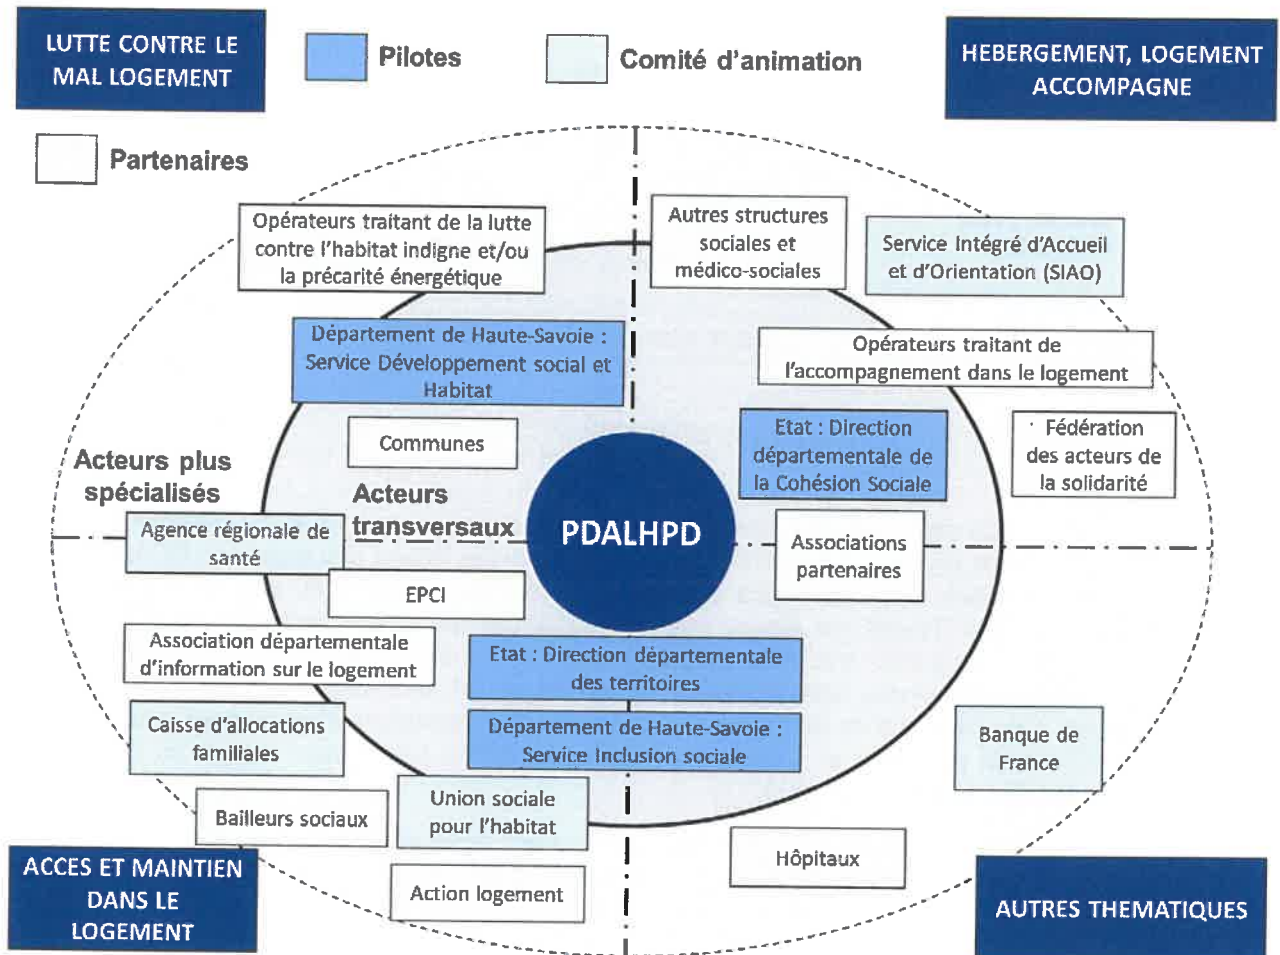 LUTTE CONTRE LE
MAL LOGEMENT
Pilotes
Comité d'animation
HEBERGEMENT, LOGEMENT
ACCOMPAGNE
Partenaires
Opérateurs traitant de la lutte
contre l'habitat indigne et/ou
la précarité énergétique
Autres structures
sociales et
médico-sociales
Service Intégré d'Accueil
et d'Orientation (SIAO)
Département de Haute-Savoie :
Service Développement social et
Habitat
Opérateurs traitant de
l'accompagnement dans le logement
Communes
Etat : Direction
départementale de
la Cohésion Sociale
Fédération
des acteurs de
la solidarité
Acteurs plus
spécialisés
Acteurs
transversaux
PDALHPD
Agence régionale de
santé
Associations
partenaires
EPCI
Association départementale
d'information sur le logement
Etat : Direction départementale
des territoires
Caisse d'allocations
familiales
Département de Haute-Savoie :
Service Inclusion sociale
Banque de
France
Bailleurs sociaux
Union sociale
pour l'habitat
Hôpitaux
Action logement
ACCES ET MAINTIEN
DANS LE
LOGEMENT
AUTRES THEMATIQUES